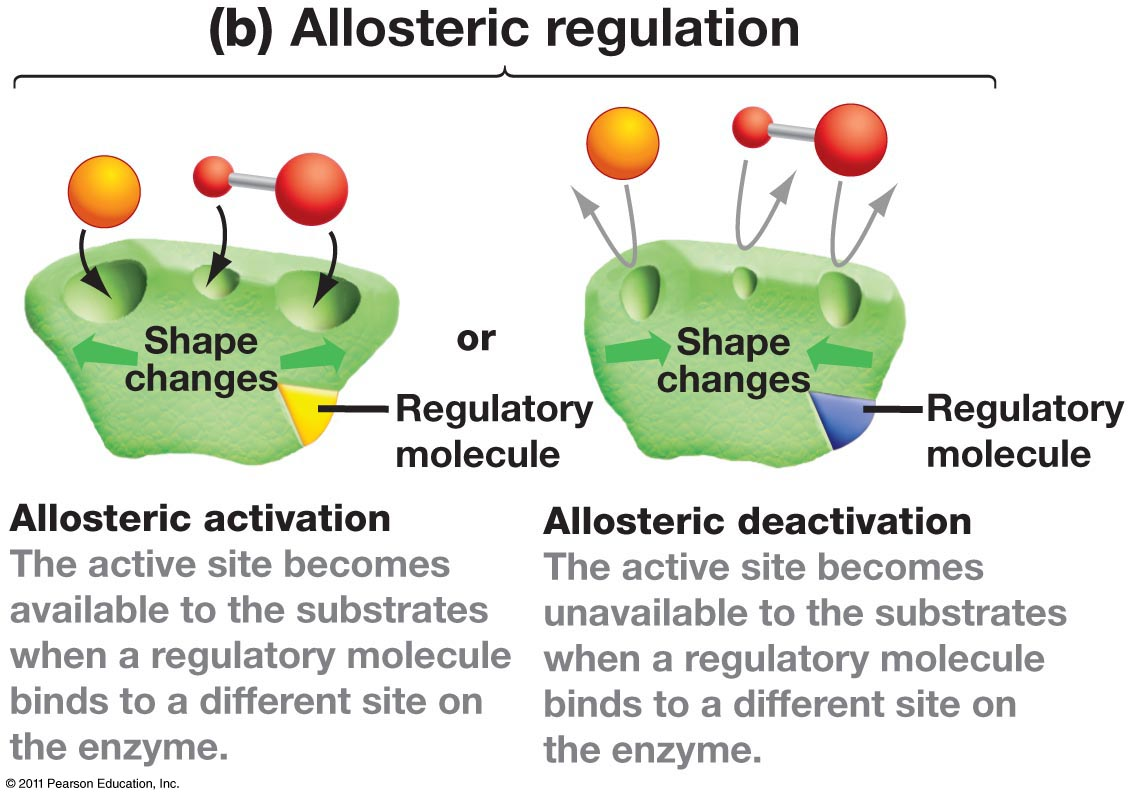 (b) Allosteric regulation
Shape
changes
Regulatory
molecule
or
Shape
changes
Regulatory
molecule
Allosteric activation
The active site becomes
available to the substrates
when a regulatory molecule
binds to a different site on
the enzyme.
Allosteric deactivation
The active site becomes
unavailable to the substrates
when a regulatory molecule
binds to a different site on
the enzyme.
© 2011 Pearson Education, Inc.